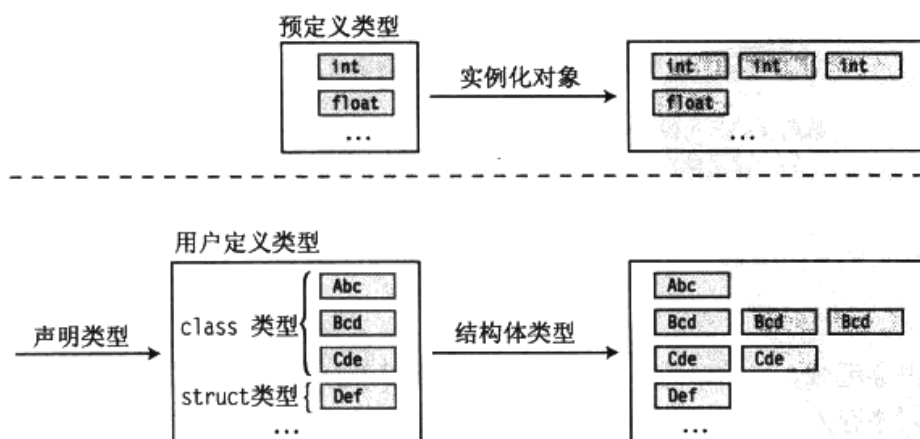 预定义类型
int
float
...
实例化对象
int int int
float
...
用户定义类型
声明类型
class 类型
Abc
Bcd
Cde
struct类型
Def
...
结构体类型
Abc
Bcd Bcd Bcd
Cde Cde
Def
...